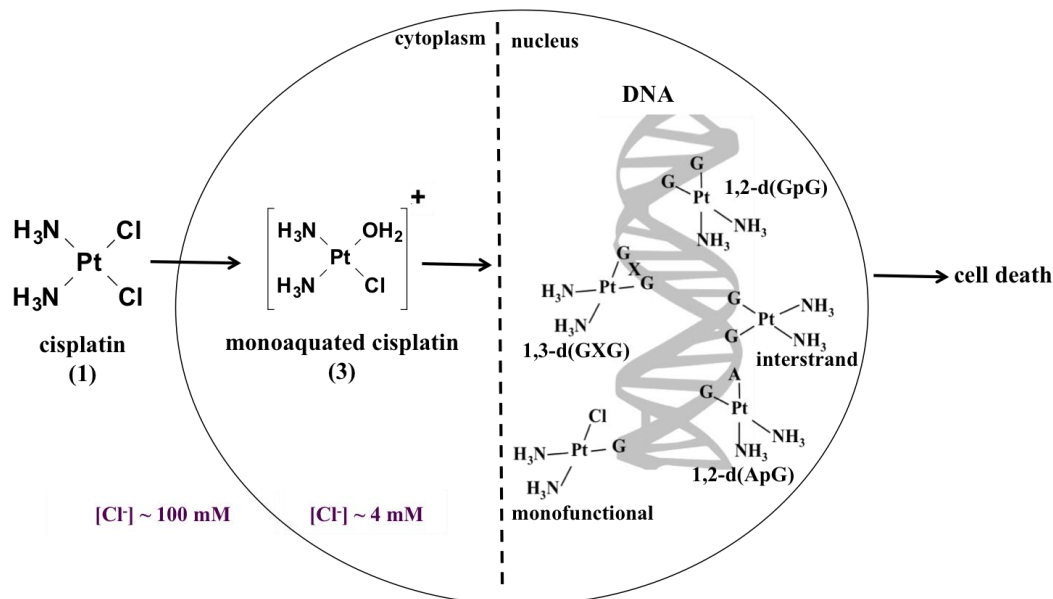 cytoplasm
nucleus
DNA
G
G
Pt
1,2-d(GpG)
NH₃
NH₃
H₃N
Cl
Pt
H₃N
Cl
cisplatin
(1)
+
H₃N
OH₂
Pt
H₃N
Cl
monoaquated cisplatin
(3)
G
X
G
H₃N
Pt
H₃N
1,3-d(GXG)
G
G
Pt
NH₃
NH₃
interstrand
A
G
Pt
NH₃
NH₃
1,2-d(ApG)
Cl
H₃N
Pt
G
H₃N
monofunctional
cell death
[Cl⁻] ~ 100 mM
[Cl⁻] ~ 4 mM